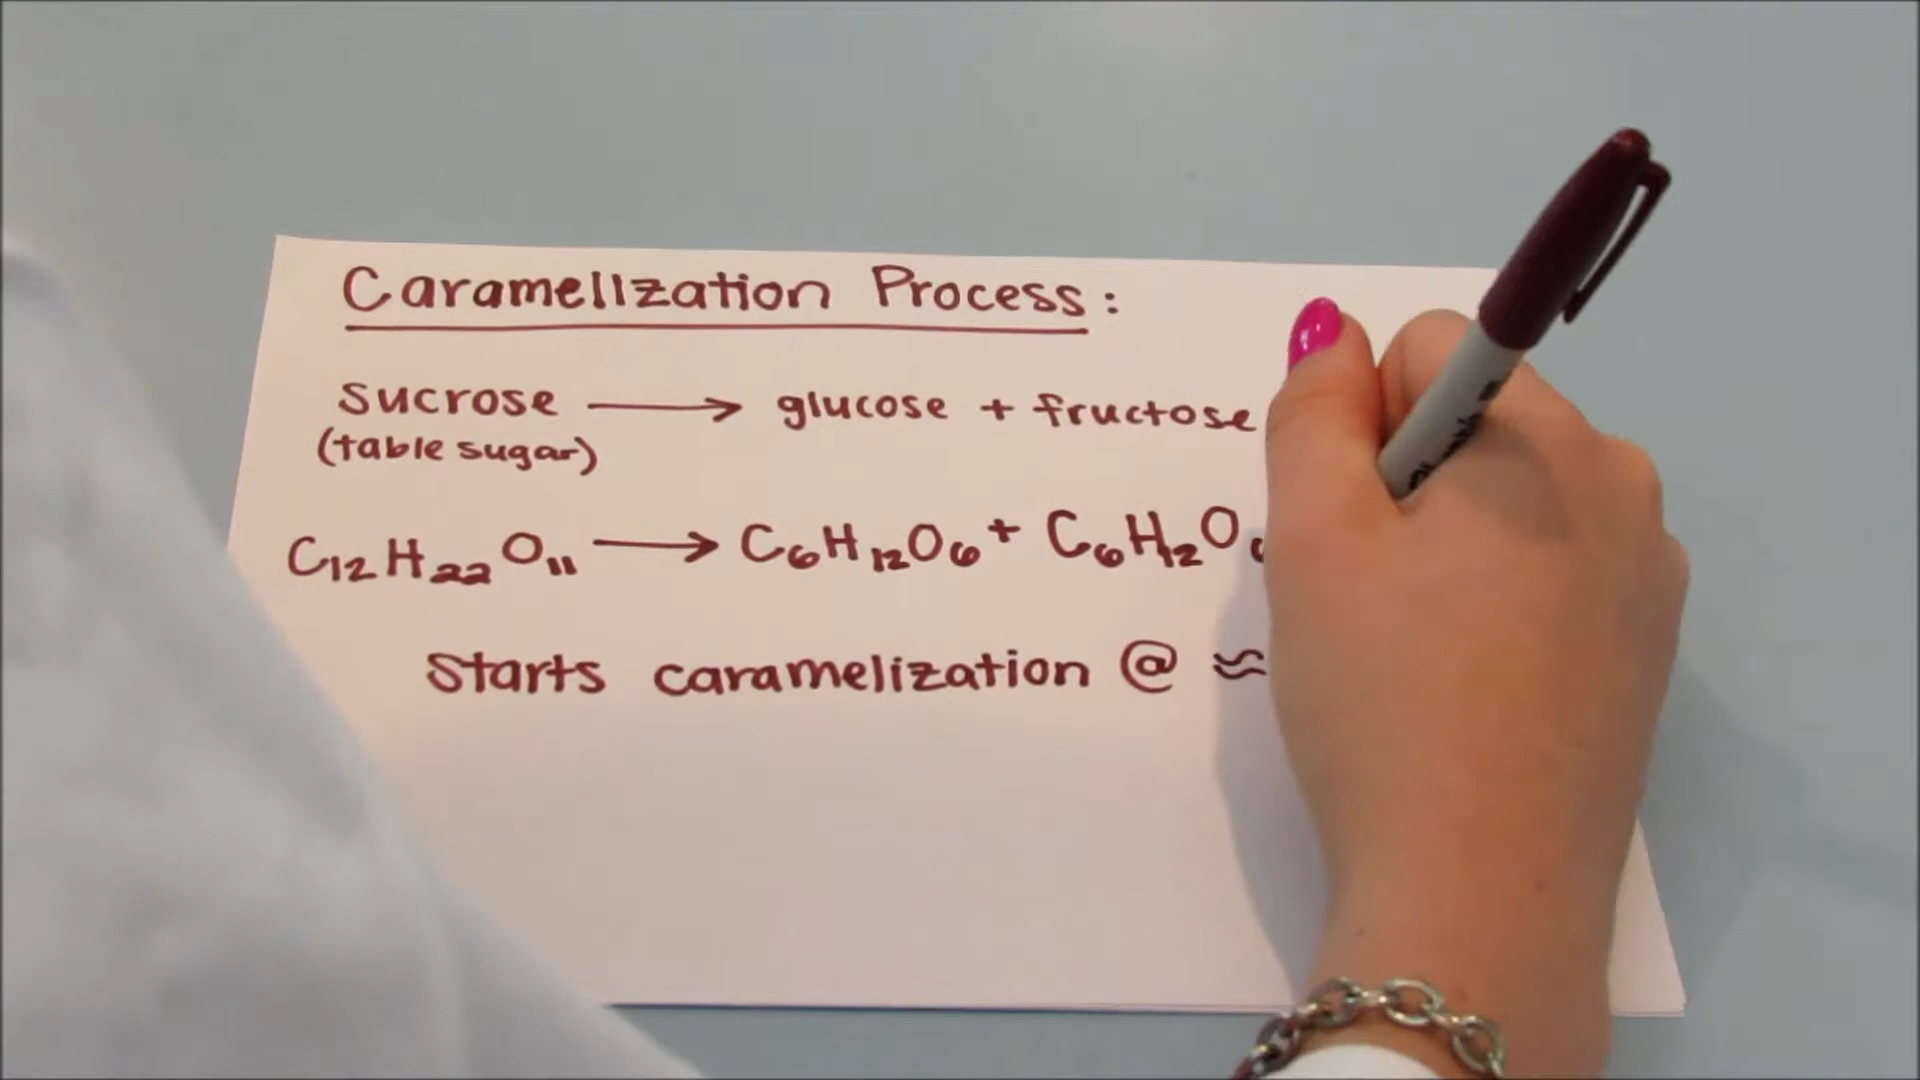 Caramelization Process:
sucrose → glucose + fructose
(table sugar)
C₁₂H₂₂O₁₁ → C₆H₁₂O₆ + C₆H₁₂O
Starts caramelization @ ≈